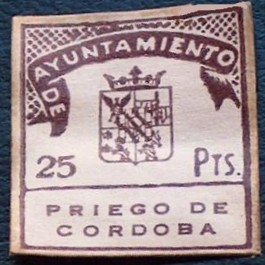 AYUNTAMIENTO
DE
25 PTS.
PRIEGO DE
CORDOBA